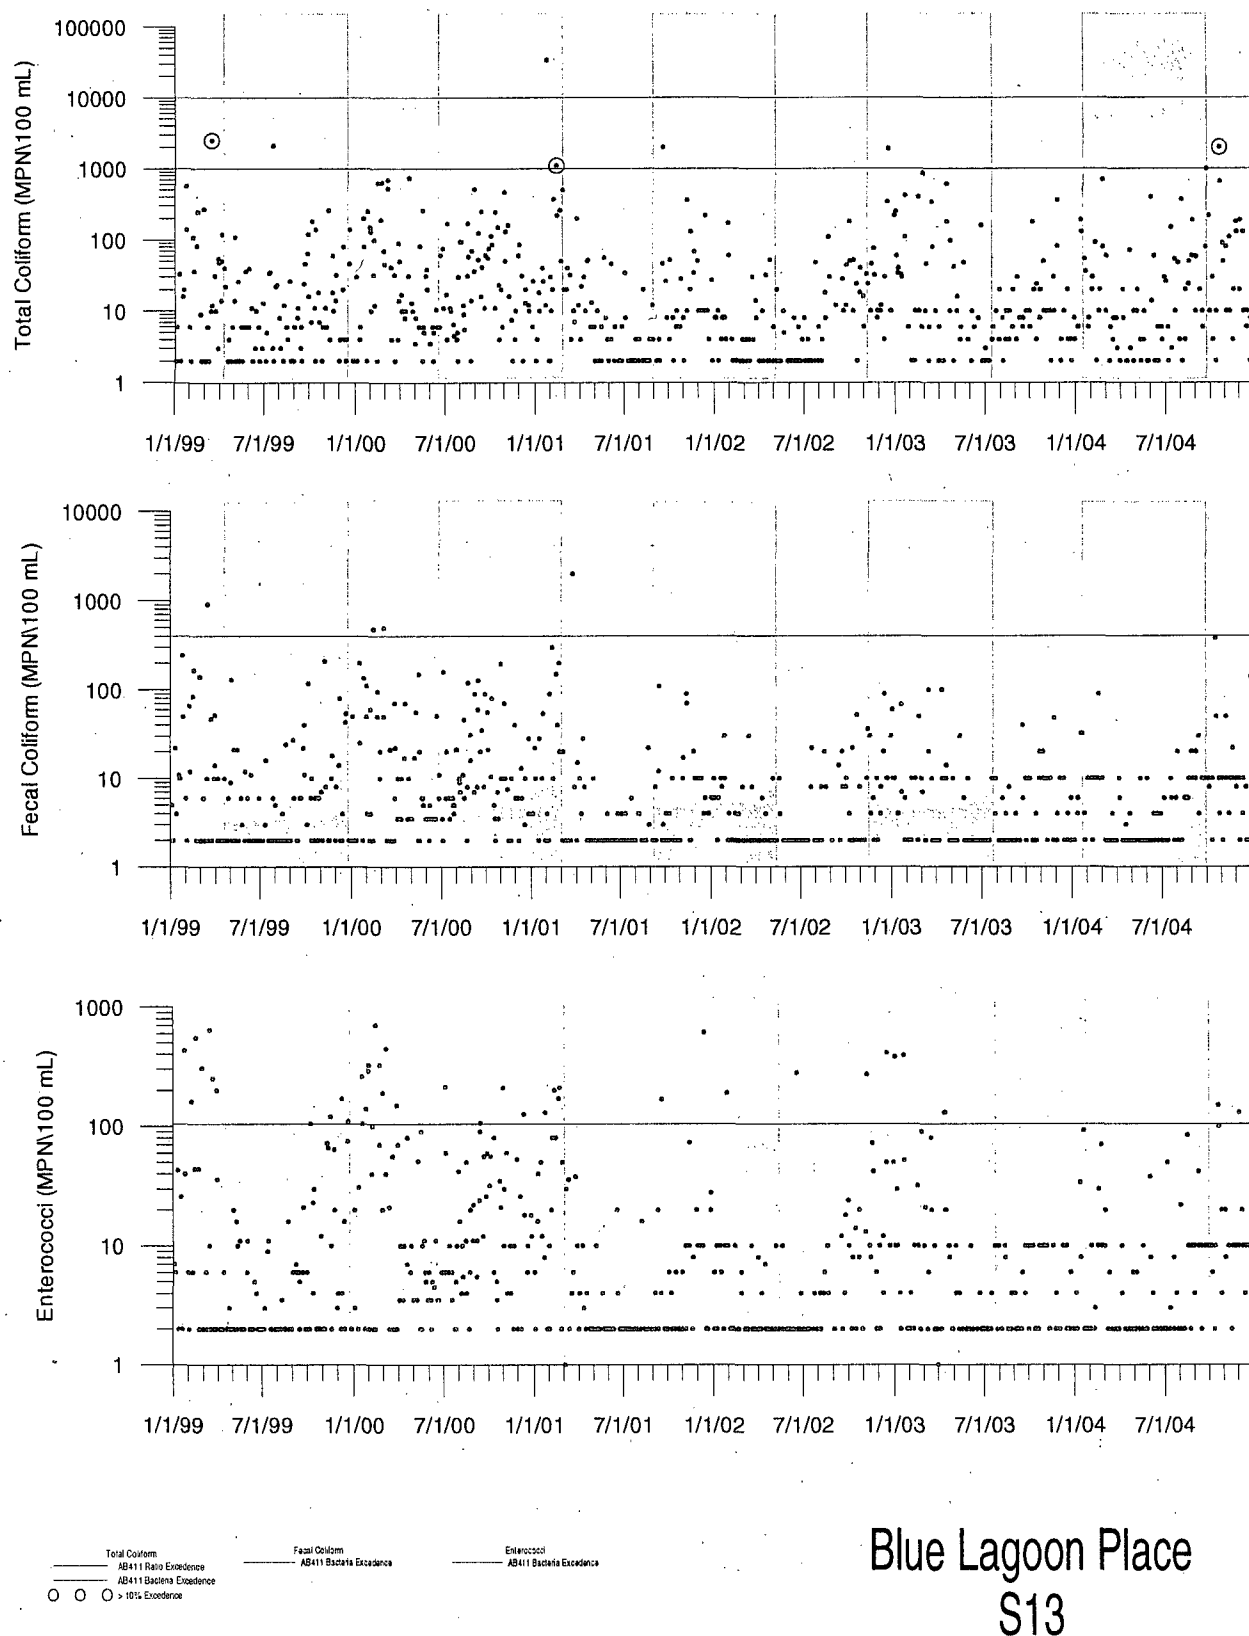 Total Coliform (MPN\100 mL)
100000
10000
1000
100
10
1
1/1/99 7/1/99 1/1/00 7/1/00 1/1/01 7/1/01 1/1/02 7/1/02 1/1/03 7/1/03 1/1/04 7/1/04
Fecal Coliform (MPN\100 mL)
10000
1000
100
10
1
1/1/99 7/1/99 1/1/00 7/1/00 1/1/01 7/1/01 1/1/02 7/1/02 1/1/03 7/1/03 1/1/04 7/1/04
Enterococci (MPN\100 mL)
1000
100
10
1
1/1/99 7/1/99 1/1/00 7/1/00 1/1/01 7/1/01 1/1/02 7/1/02 1/1/03 7/1/03 1/1/04 7/1/04
Total Coliform
AB411 Ratio Excedence
AB411 Bacteria Excedence
> 10% Excedence
Fecal Coliform
AB411 Bacteria Excedence
Enterococci
AB411 Bacteria Excedence
Blue Lagoon Place
S13